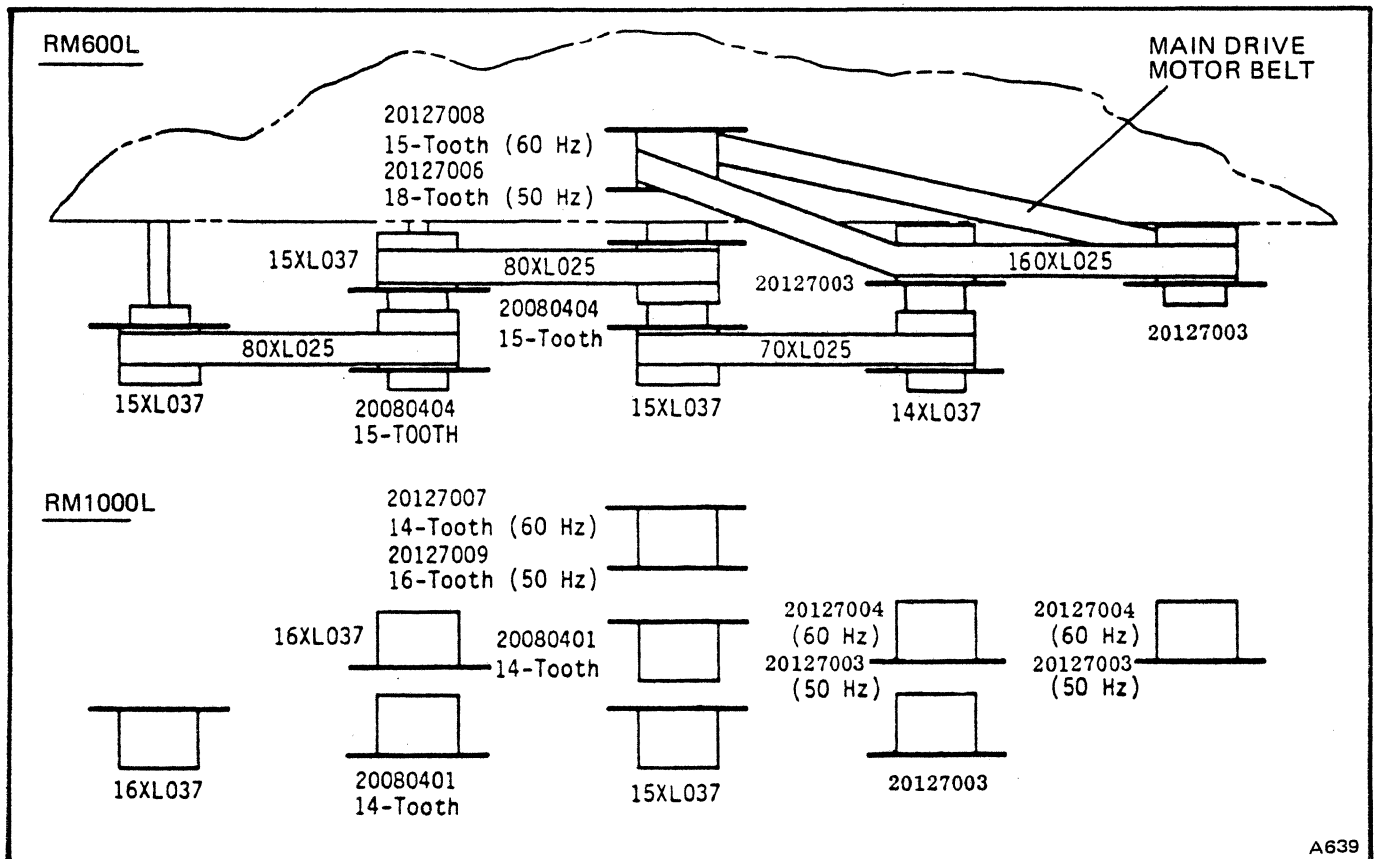 RM600L
MAIN DRIVE
MOTOR BELT
20127008
15-Tooth (60 Hz)
20127006
18-Tooth (50 Hz)
15XL037
80XL025
20127003
160XL025
20080404
15-Tooth
20127003
80XL025
70XL025
15XL037
20080404
15-TOOTH
15XL037
14XL037
RM1000L
20127007
14-Tooth (60 Hz)
20127009
16-Tooth (50 Hz)
16XL037
20080401
14-Tooth
20127004
(60 Hz)
20127003
(50 Hz)
20127004
(60 Hz)
20127003
(50 Hz)
16XL037
20080401
14-Tooth
15XL037
20127003
A639